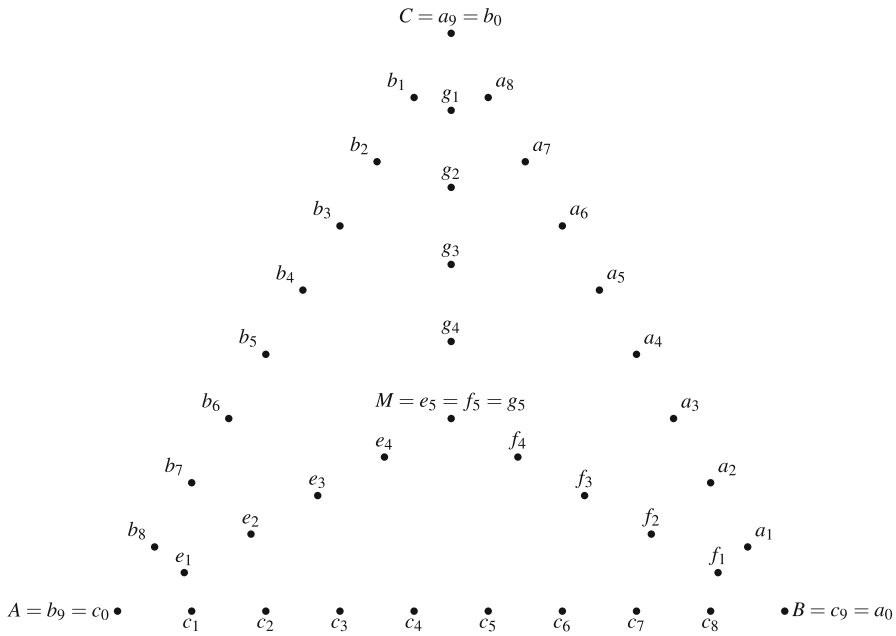 C = a₉ = b₀
b₁ g₁ a₈
b₂ g₂ a₇
b₃ a₆
g₃
b₄ a₅
g₄
b₅ a₄
b₆ M = e₅ = f₅ = g₅ a₃
e₄ f₄
b₇ e₃ f₃ a₂
b₈ e₂ f₂ a₁
e₁ f₁
A = b₉ = c₀ c₁ c₂ c₃ c₄ c₅ c₆ c₇ c₈ B = c₉ = a₀